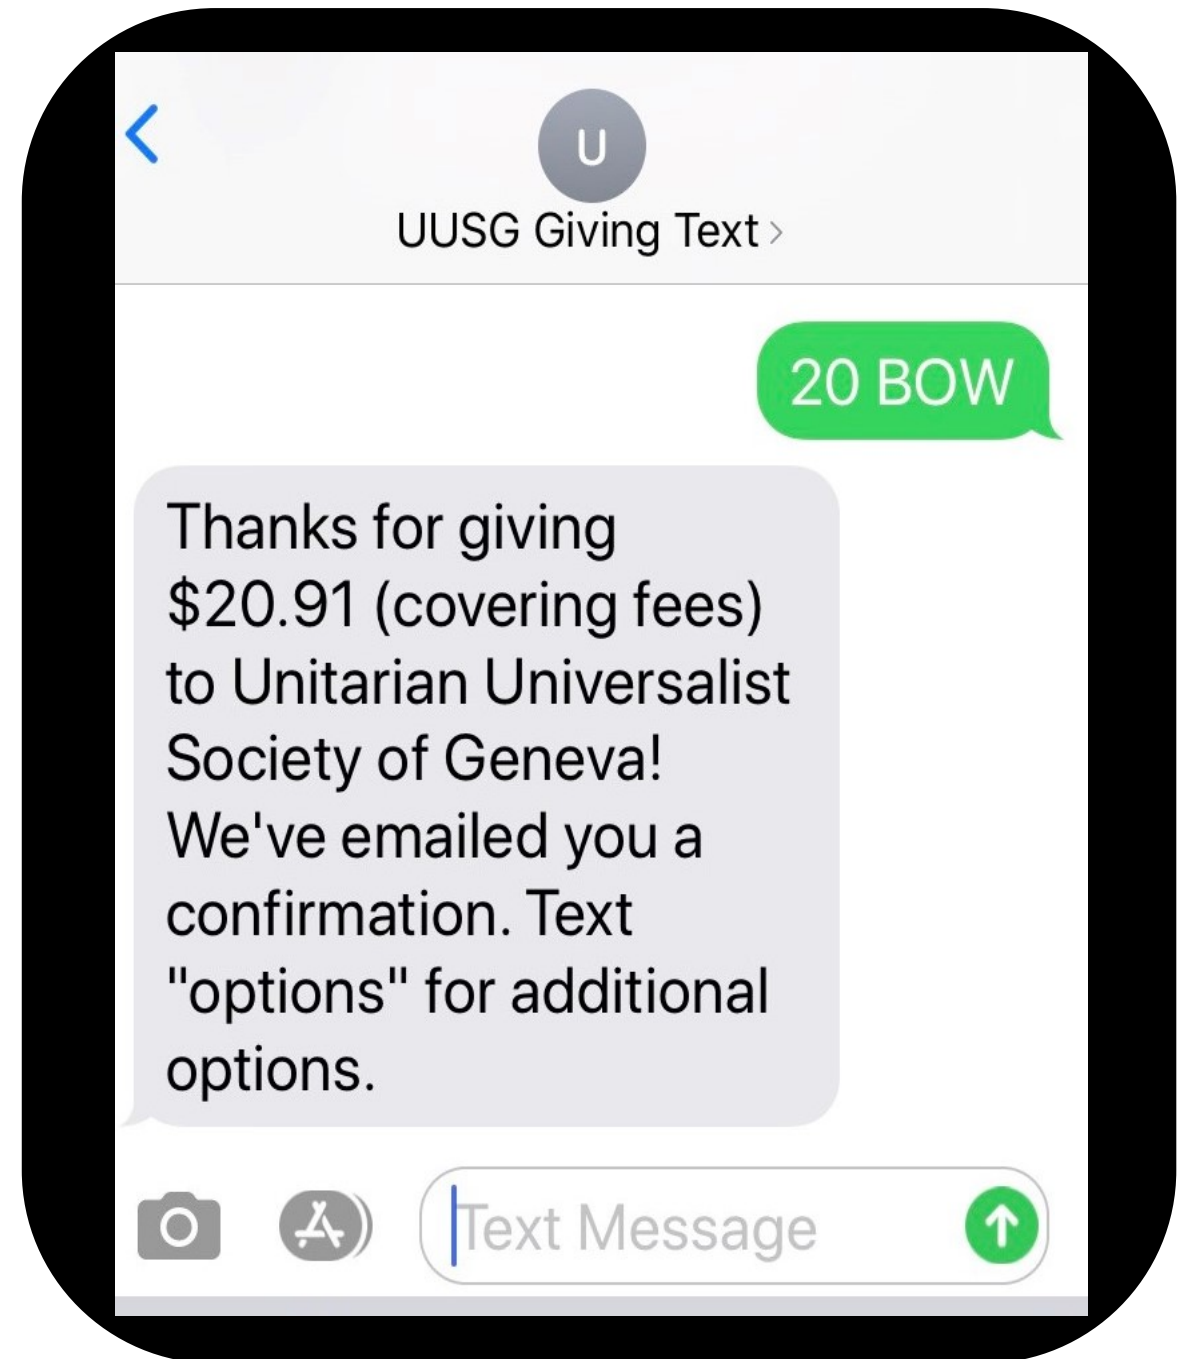 U
UUSG Giving Text
20 BOW
Thanks for giving
$20.91 (covering fees)
to Unitarian Universalist
Society of Geneva!
We've emailed you a
confirmation. Text
"options" for additional
options.
Text Message